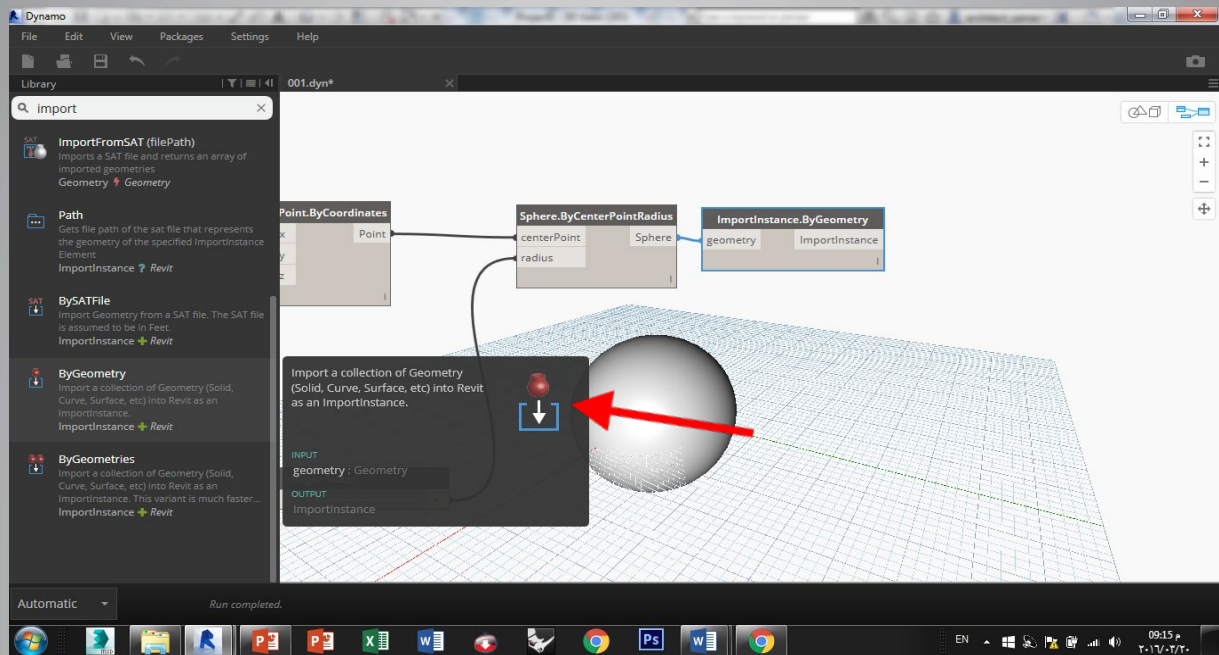 Dynamo
File Edit View Packages Settings Help
Library
001.dyn*
import
ImportFromSAT (filePath)
Imports a SAT file and returns an array of
imported geometries
Geometry Geometry
Path
Gets file path of the sat file that represents
the geometry of the specified ImportInstance
Element
ImportInstance ? Revit
BySATFile
Import Geometry from a SAT file. The SAT file
is assumed to be in Feet.
ImportInstance + Revit
ByGeometry
Import a collection of Geometry (Solid,
Curve, Surface, etc) into Revit as an
ImportInstance.
ImportInstance + Revit
ByGeometries
Import a collection of Geometry (Solid,
Curve, Surface, etc) into Revit as an
ImportInstance. This variant is much faster...
ImportInstance + Revit
Point.ByCoordinates
x Point
y
z
Sphere.ByCenterPointRadius
centerPoint Sphere
radius
ImportInstance.ByGeometry
geometry ImportInstance
Import a collection of Geometry
(Solid, Curve, Surface, etc) into Revit
as an ImportInstance.
INPUT
geometry : Geometry
OUTPUT
ImportInstance
Automatic
Run completed.
EN
09:15 م
٢٠١٦/٠٣/٢٠